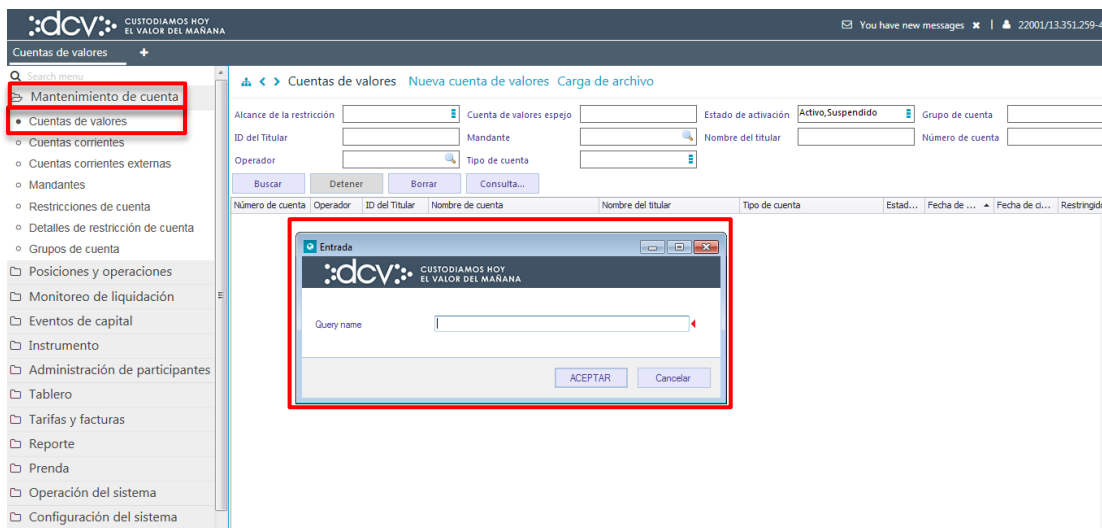 :dcv: CUSTODIAMOS HOY
EL VALOR DEL MAÑANA
You have new messages x | 22001/13.351.259-4
Cuentas de valores +
Search menu
Mantenimiento de cuenta
Cuentas de valores
Cuentas corrientes
Cuentas corrientes externas
Mandantes
Restricciones de cuenta
Detalles de restricción de cuenta
Grupos de cuenta
Posiciones y operaciones
Monitoreo de liquidación
Eventos de capital
Instrumento
Administración de participantes
Tablero
Tarifas y facturas
Reporte
Prenda
Operación del sistema
Configuración del sistema
Cuentas de valores Nueva cuenta de valores Carga de archivo
Alcance de la restricción Cuenta de valores espejo Estado de activación Activo,Suspendido Grupo de cuenta
ID del Titular Mandante Nombre del titular Número de cuenta
Operador Tipo de cuenta
Buscar Detener Borrar Consulta...
Número de cuenta Operador ID del Titular Nombre de cuenta Nombre del titular Tipo de cuenta Estad... Fecha de ... Fecha de ci... Restringido
Entrada
:dcv: CUSTODIAMOS HOY
EL VALOR DEL MAÑANA
Query name
ACEPTAR Cancelar